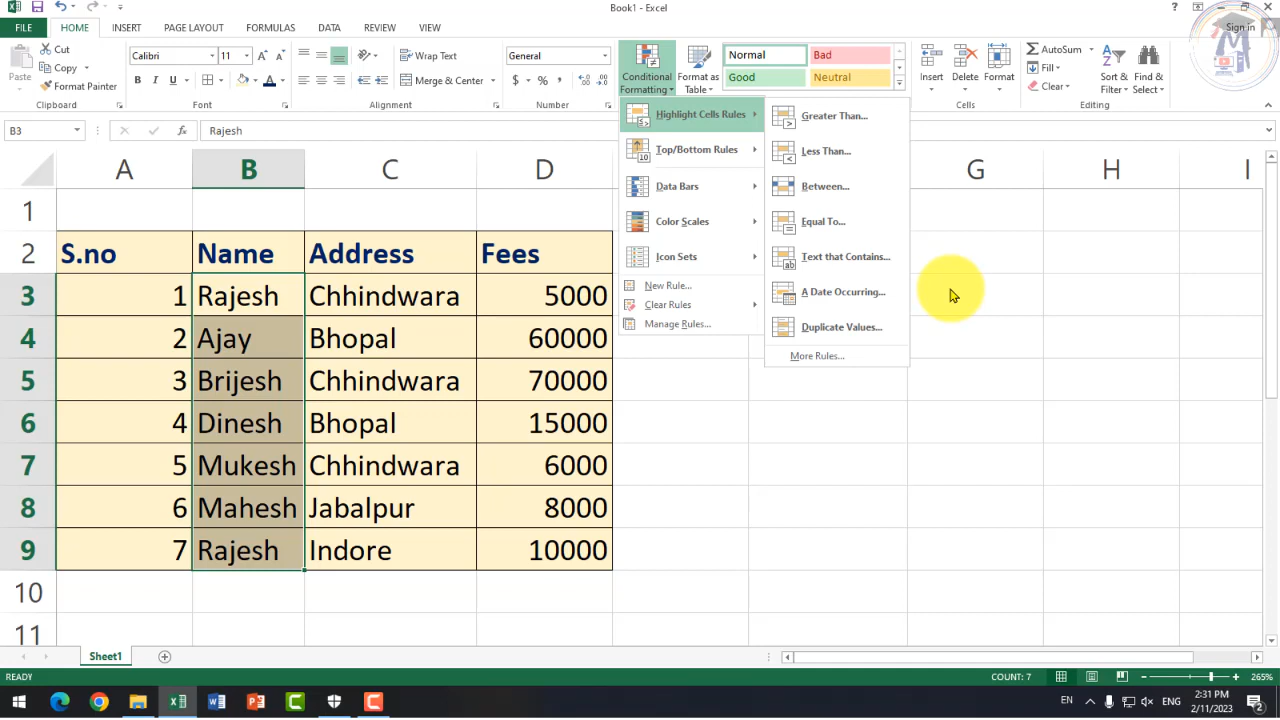 Book1 - Excel
?
FILE HOME INSERT PAGE LAYOUT FORMULAS DATA REVIEW VIEW
Sign in
Paste
Cut
Copy
Format Painter
Clipboard
Calibri 11
B I U
Font
Wrap Text
Merge & Center
Alignment
General
$ % ,
Number
Conditional
Formatting
Format as
Table
Normal Bad
Good Neutral
Insert Delete Format
Cells
AutoSum
Fill
Clear
Sort &
Filter
Find &
Select
Editing
B3 Rajesh
Highlight Cells Rules
Top/Bottom Rules
Data Bars
Color Scales
Icon Sets
New Rule...
Clear Rules
Manage Rules...
Greater Than...
Less Than...
Between...
Equal To...
Text that Contains...
A Date Occurring...
Duplicate Values...
More Rules...
A B C D G H I
1
2 S.no Name Address Fees
3 1 Rajesh Chhindwara 5000
4 2 Ajay Bhopal 60000
5 3 Brijesh Chhindwara 70000
6 4 Dinesh Bhopal 15000
7 5 Mukesh Chhindwara 6000
8 6 Mahesh Jabalpur 8000
9 7 Rajesh Indore 10000
10
11
Sheet1
READY COUNT: 7 265%
EN ENG 2:31 PM
2/11/2023 2